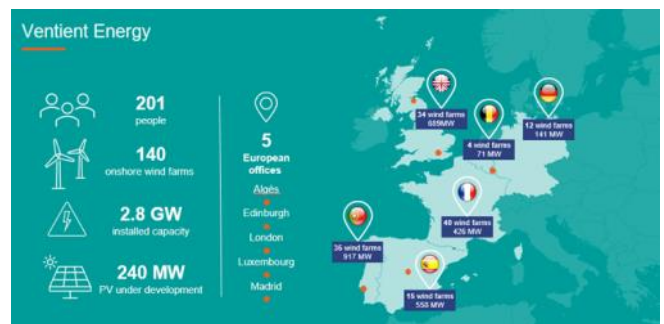 Ventient Energy
201
people
140
onshore wind farms
2.8 GW
installed capacity
240 MW
PV under development
5
European
offices
Algés
Edinburgh
London
Luxembourg
Madrid
34 wind farms
689MW
4 wind farms
71 MW
12 wind farms
141 MW
40 wind farms
426 MW
36 wind farms
917 MW
15 wind farms
550 MW